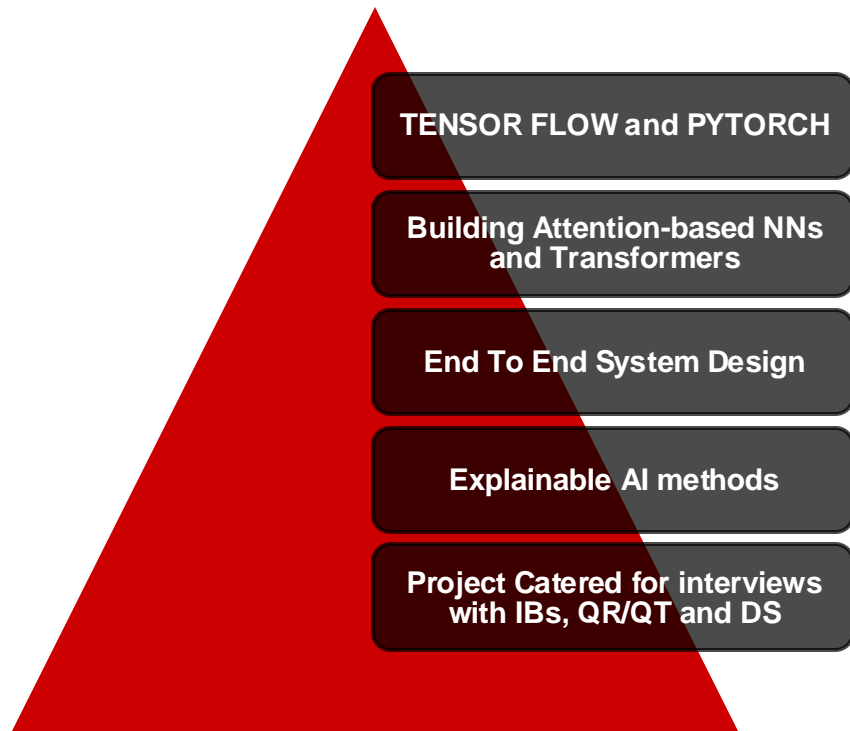 TENSOR FLOW and PYTORCH
Building Attention-based NNs
and Transformers
End To End System Design
Explainable AI methods
Project Catered for interviews
with IBs, QR/QT and DS